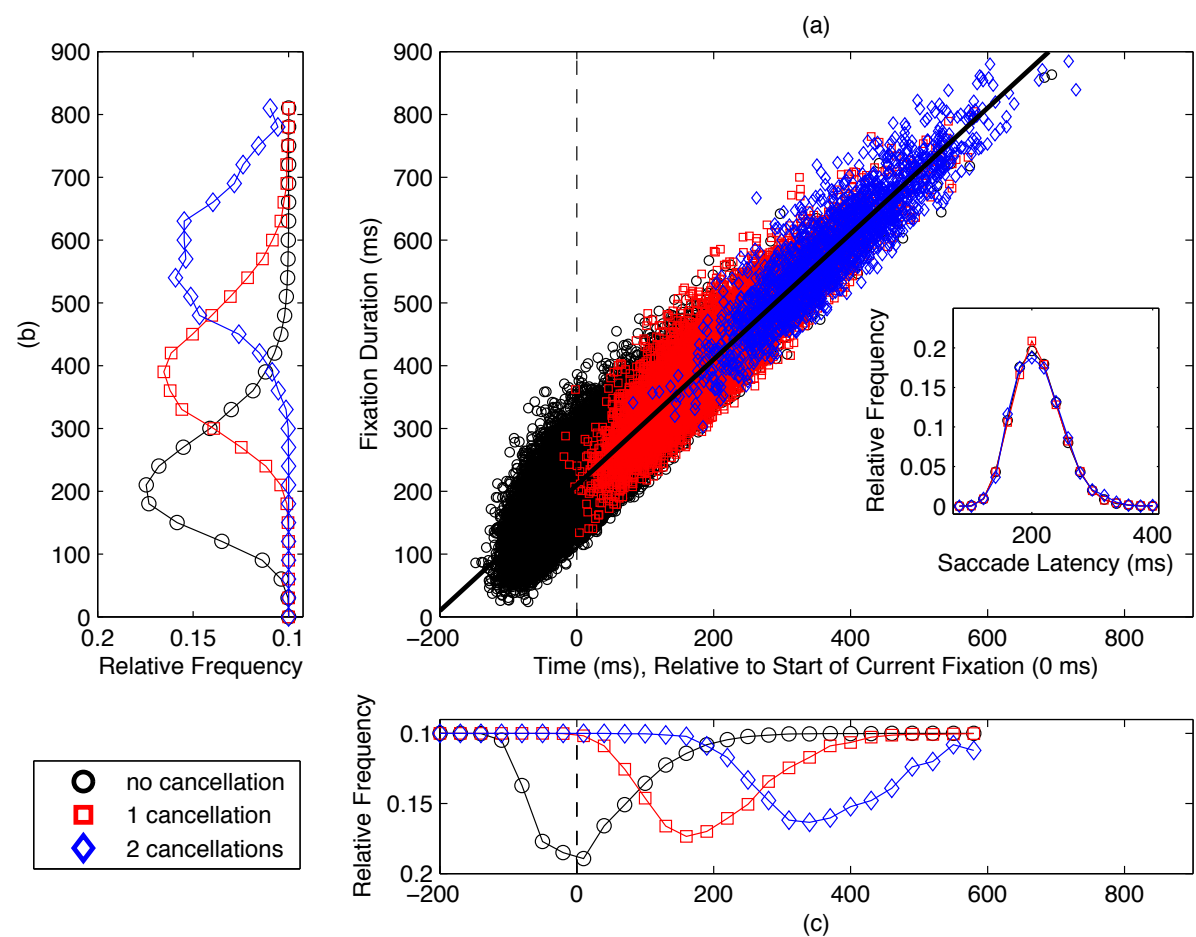 (a)
900
800
700
600
500
400
300
200
100
0
(b)
0.2 0.15 0.1
Relative Frequency
900
800
700
600
500
400
300
200
100
0
Fixation Duration (ms)
−200 0 200 400 600 800
Time (ms), Relative to Start of Current Fixation (0 ms)
0.2
0.15
0.1
0.05
0
Relative Frequency
200 400
Saccade Latency (ms)
no cancellation
1 cancellation
2 cancellations
0.1
0.15
0.2
Relative Frequency
−200 0 200 400 600 800
(c)